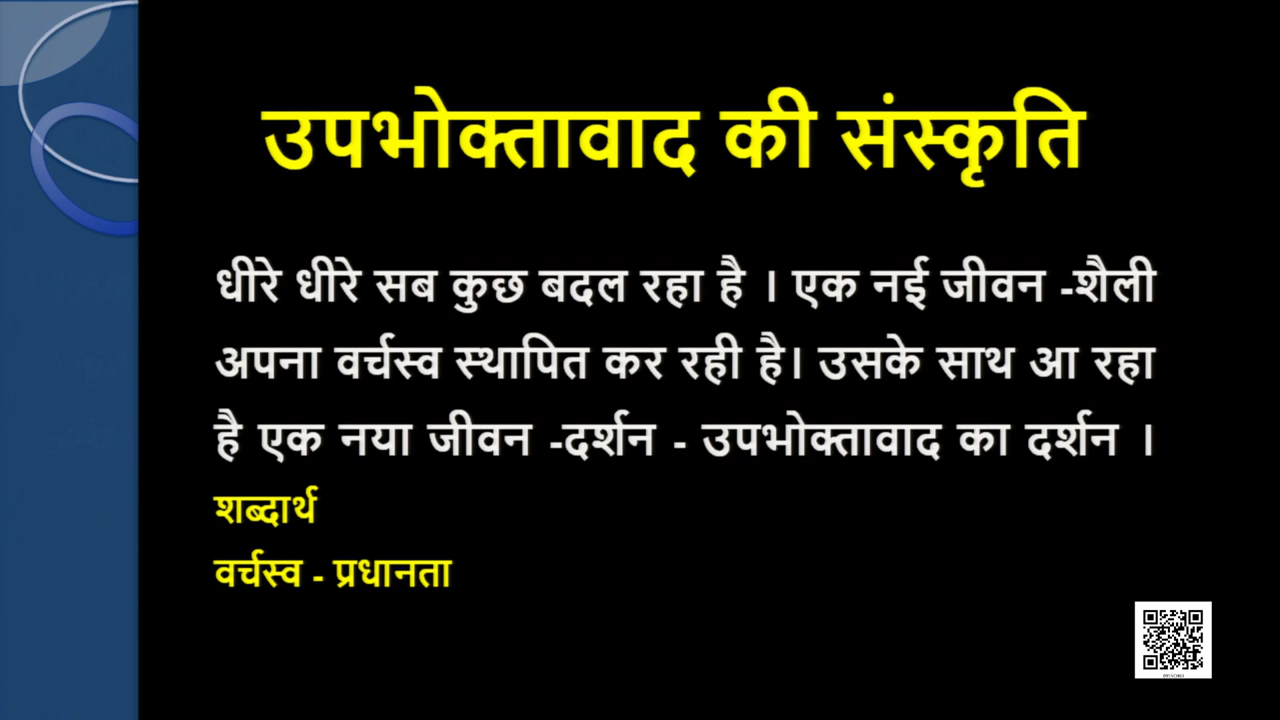 उपभोक्तावाद की संस्कृति
धीरे धीरे सब कुछ बदल रहा है । एक नई जीवन -शैली
अपना वर्चस्व स्थापित कर रही है। उसके साथ आ रहा
है एक नया जीवन -दर्शन - उपभोक्तावाद का दर्शन ।
शब्दार्थ
वर्चस्व - प्रधानता